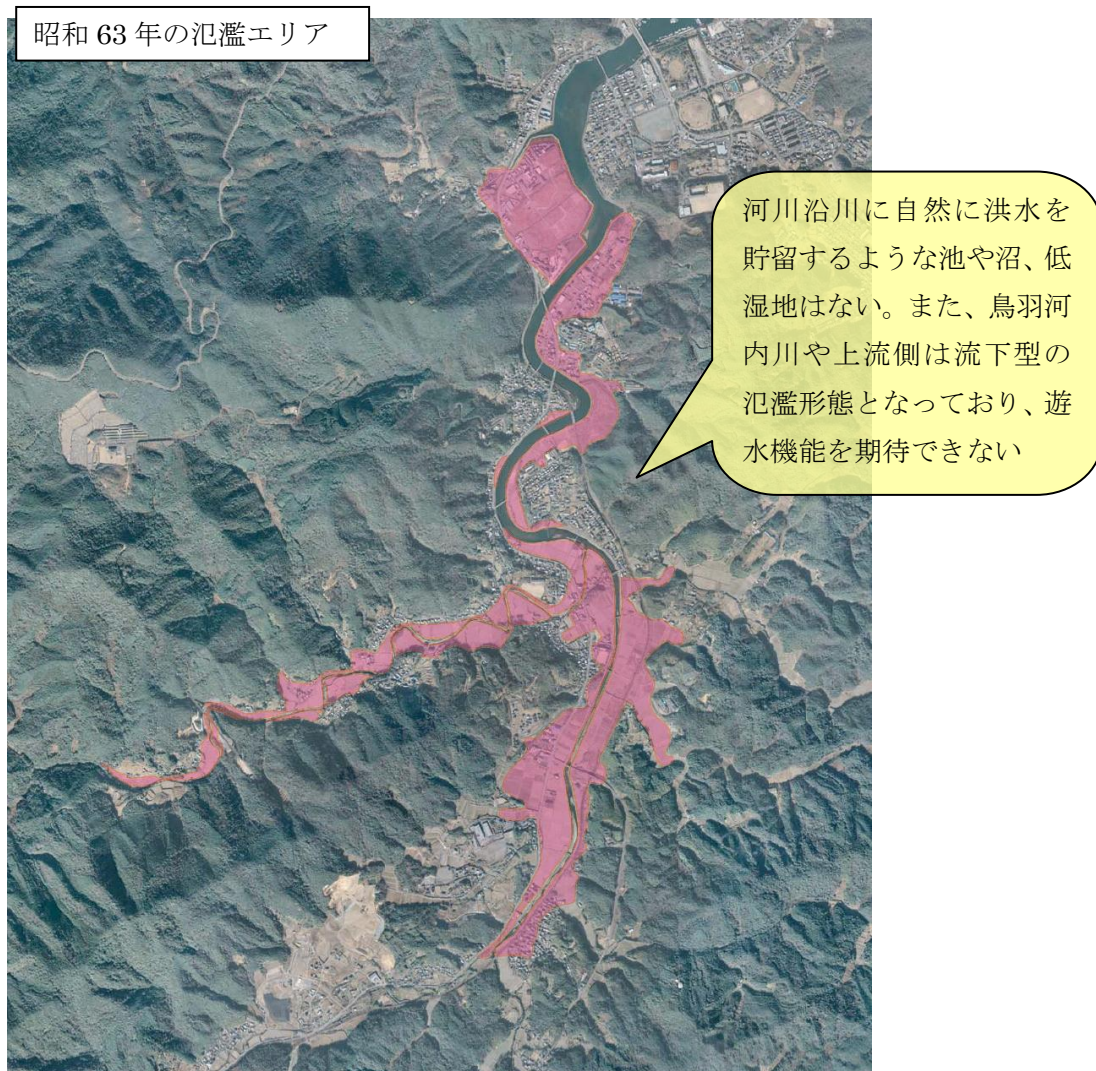 昭和 63 年の氾濫エリア
河川沿川に自然に洪水を
貯留するような池や沼、低
湿地はない。また、鳥羽河
内川や上流側は流下型の
氾濫形態となっており、遊
水機能を期待できない